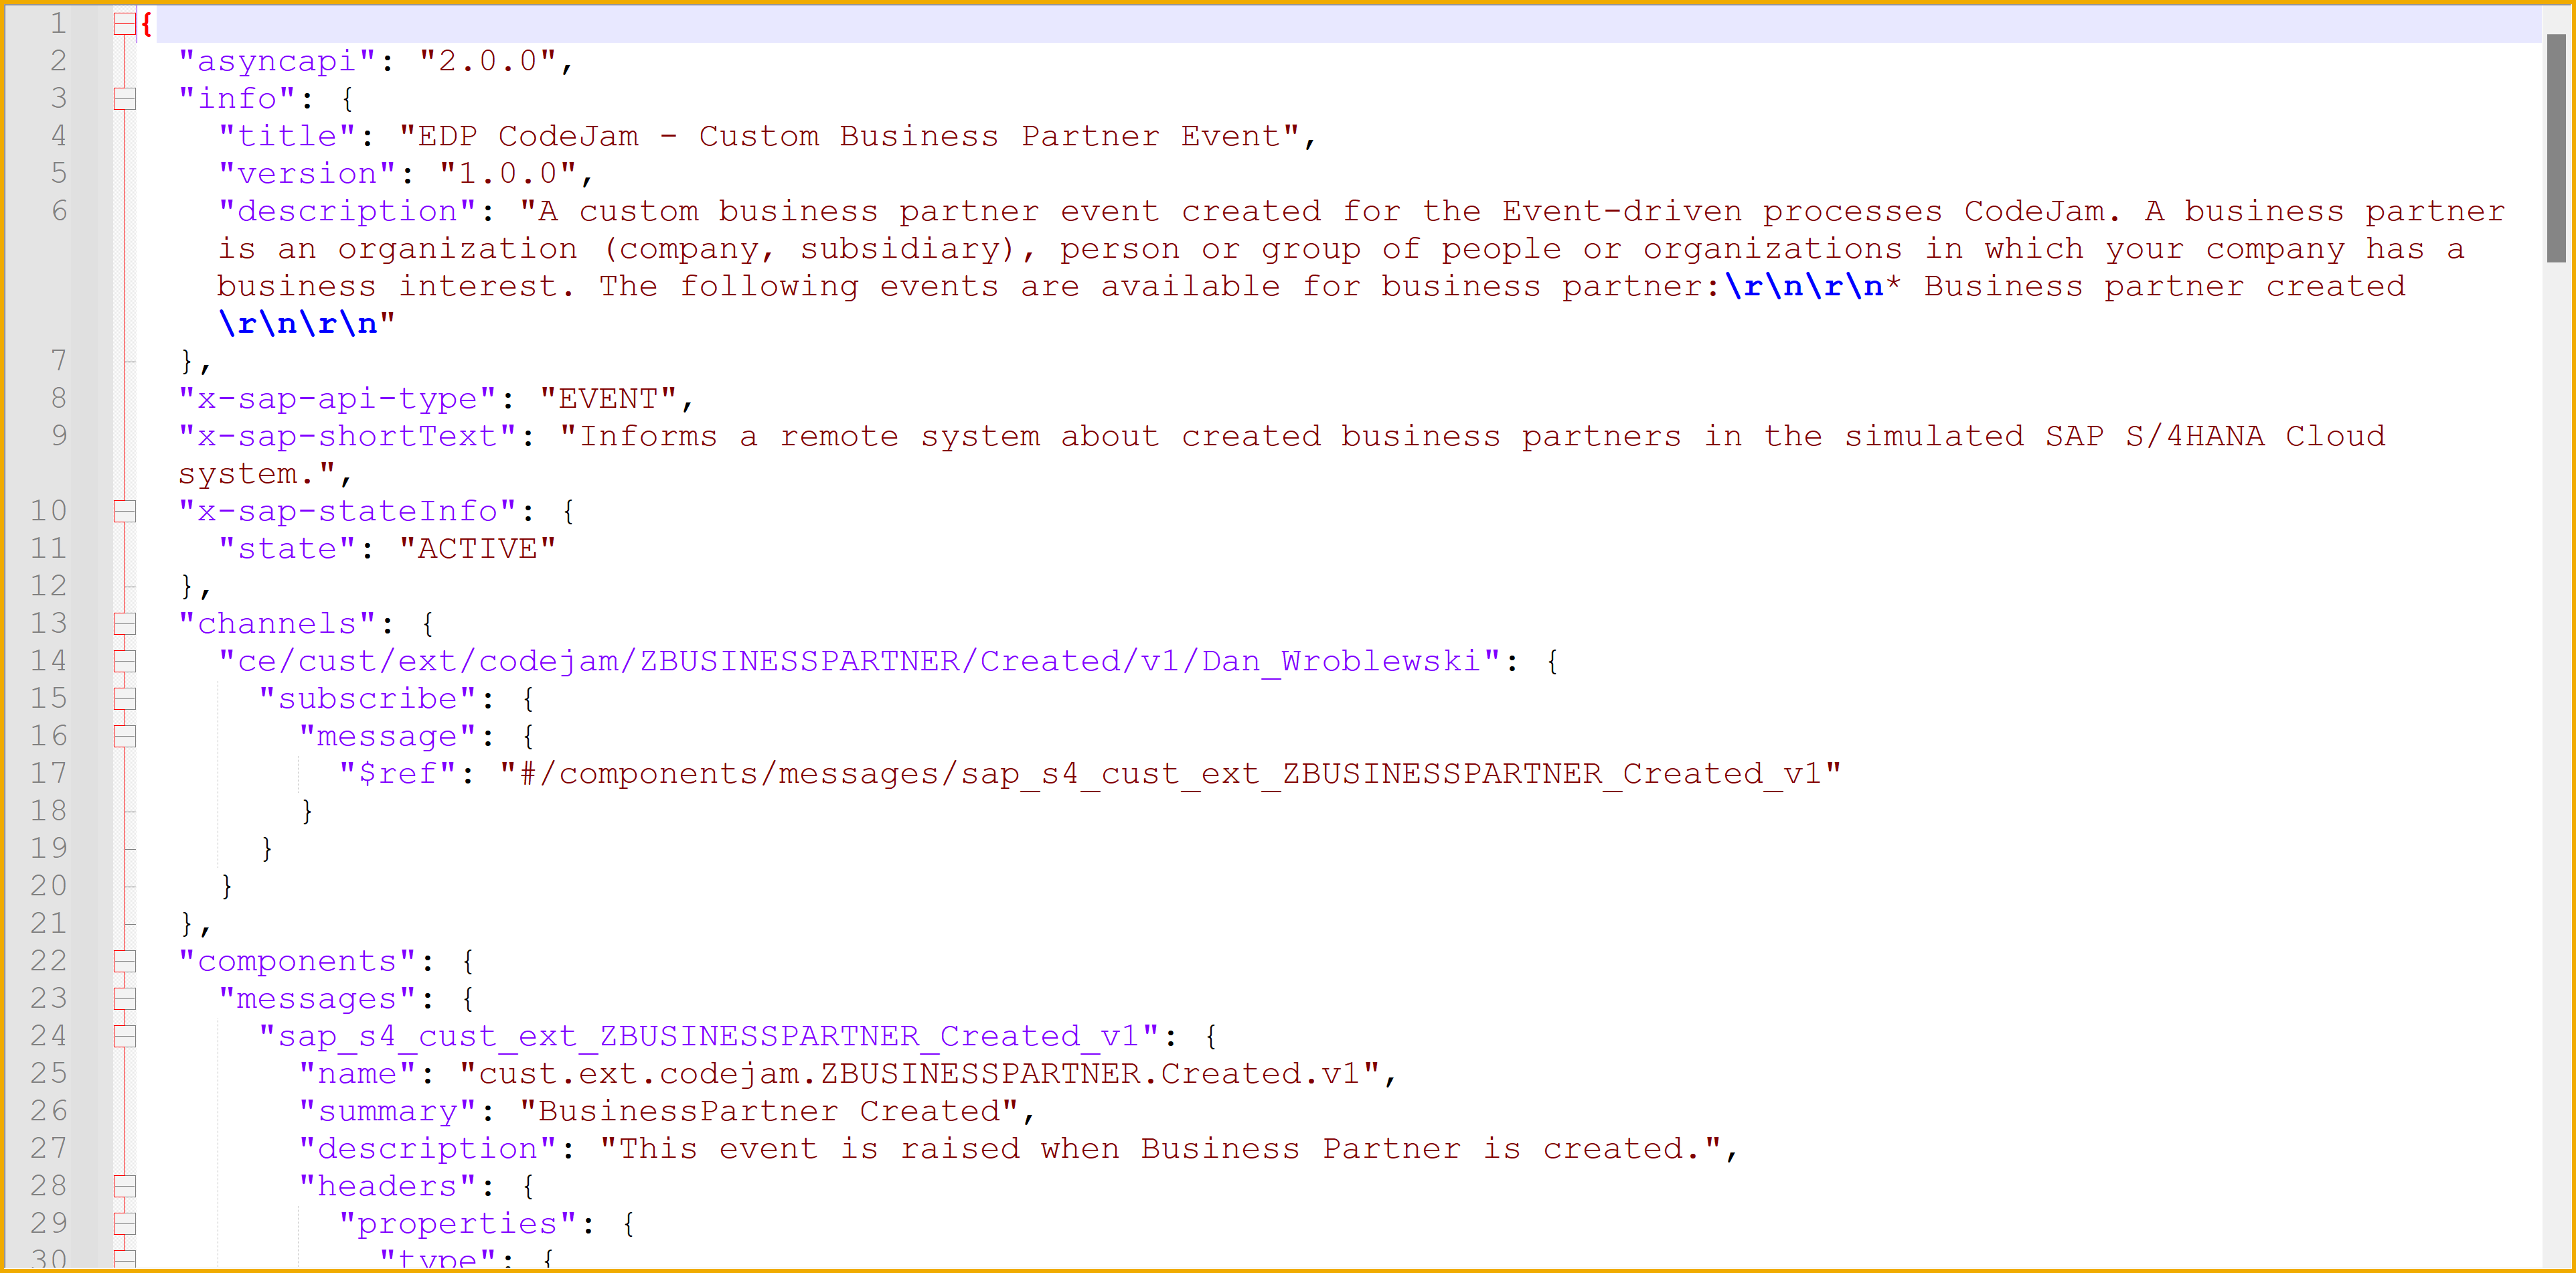 1 {
2 "asyncapi": "2.0.0",
3 "info": {
4 "title": "EDP CodeJam - Custom Business Partner Event",
5 "version": "1.0.0",
6 "description": "A custom business partner event created for the Event-driven processes CodeJam. A business partner
is an organization (company, subsidiary), person or group of people or organizations in which your company has a
business interest. The following events are available for business partner:\r\n\r\n* Business partner created
\r\n\r\n"
7 },
8 "x-sap-api-type": "EVENT",
9 "x-sap-shortText": "Informs a remote system about created business partners in the simulated SAP S/4HANA Cloud
system.",
10 "x-sap-stateInfo": {
11 "state": "ACTIVE"
12 },
13 "channels": {
14 "ce/cust/ext/codejam/ZBUSINESSPARTNER/Created/v1/Dan_Wroblewski": {
15 "subscribe": {
16 "message": {
17 "$ref": "#/components/messages/sap_s4_cust_ext_ZBUSINESSPARTNER_Created_v1"
18 }
19 }
20 }
21 },
22 "components": {
23 "messages": {
24 "sap_s4_cust_ext_ZBUSINESSPARTNER_Created_v1": {
25 "name": "cust.ext.codejam.ZBUSINESSPARTNER.Created.v1",
26 "summary": "BusinessPartner Created",
27 "description": "This event is raised when Business Partner is created.",
28 "headers": {
29 "properties": {
30 "type": {